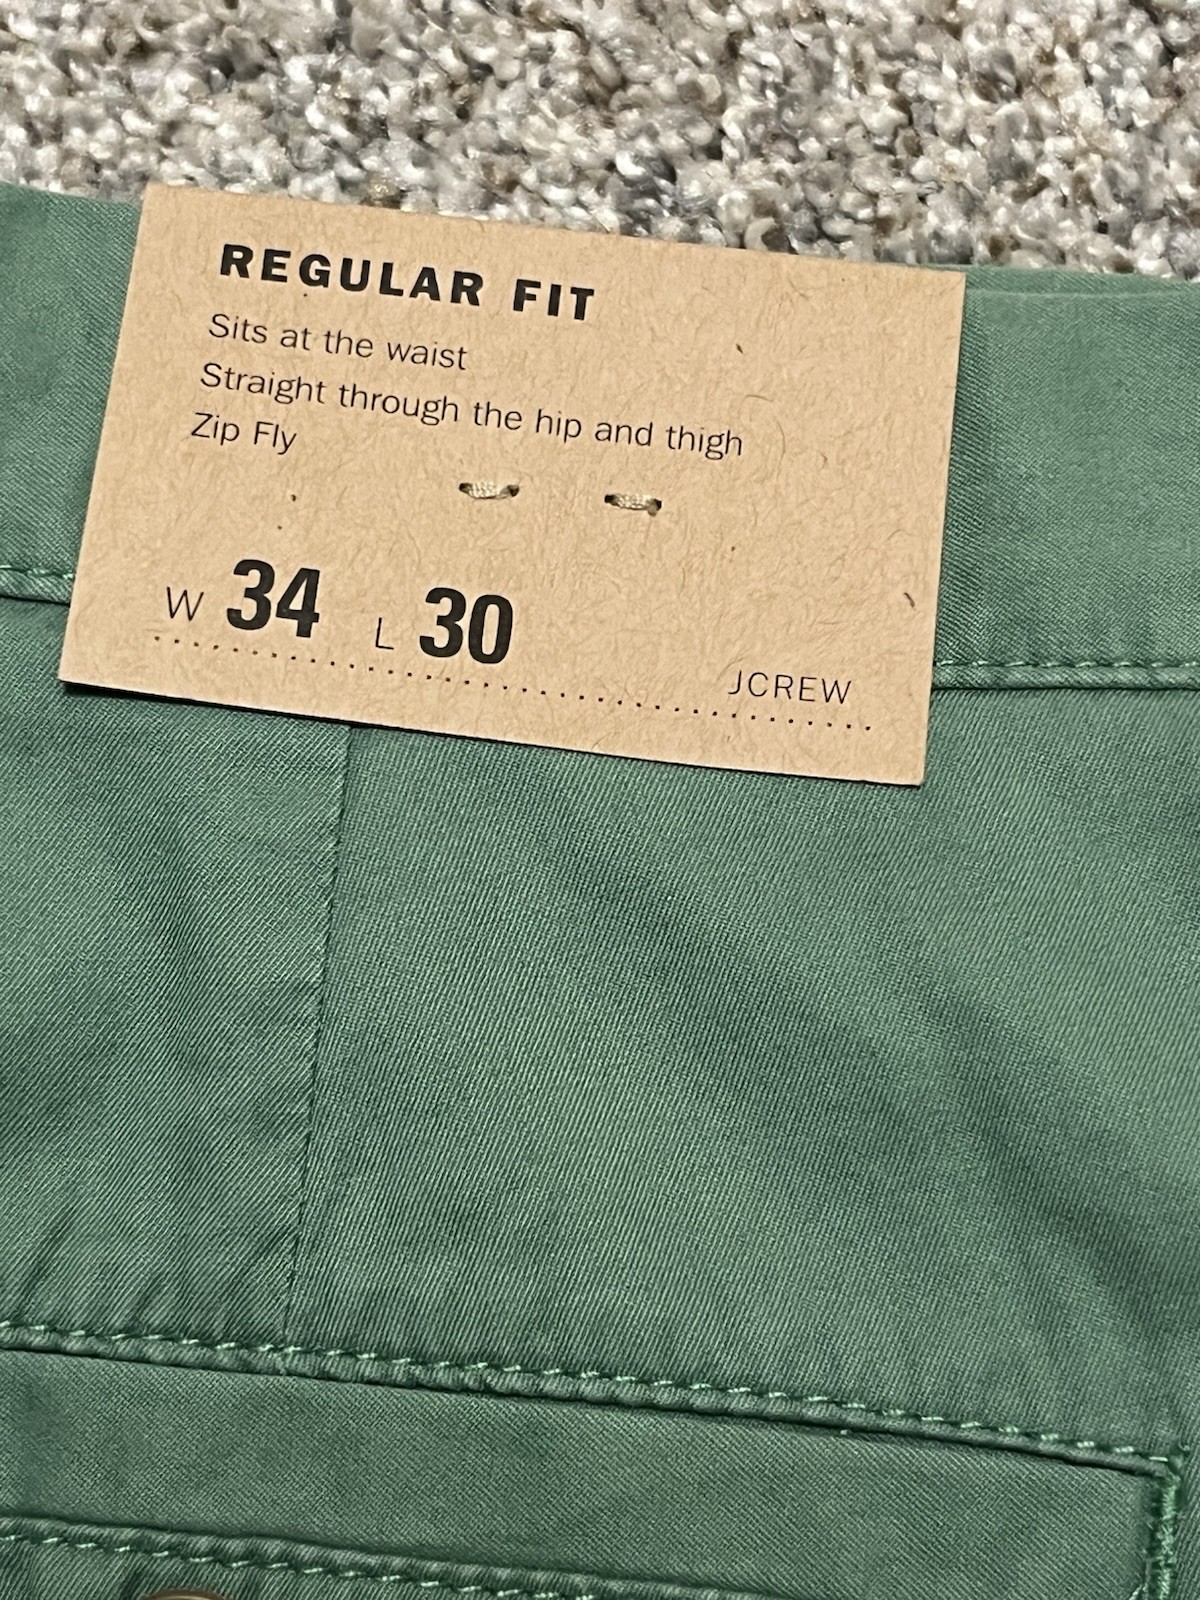 REGULAR FIT
Sits at the waist
Straight through the hip and thigh
Zip Fly
W 34 L 30
JCREW